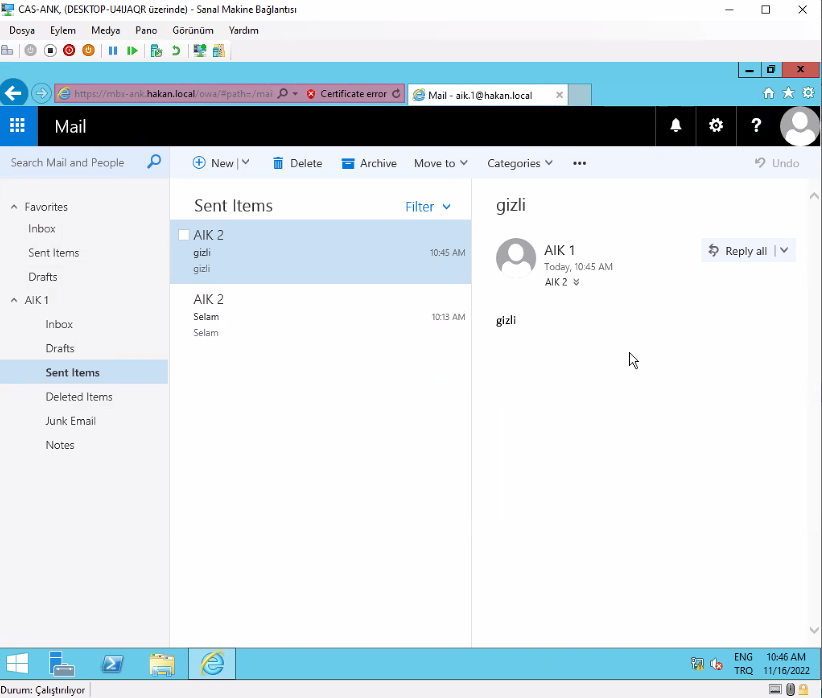 CAS-ANK, (DESKTOP-U4IJAQR üzerinde) - Sanal Makine Bağlantısı
Dosya Eylem Medya Pano Görünüm Yardım
https://mbx-ank.hakan.local/owa/#path=/mai Certificate error Mail - aik.1@hakan.local
Mail
Search Mail and People New Delete Archive Move to Categories Undo
Favorites
Inbox
Sent Items
Drafts
AIK 1
Inbox
Drafts
Sent Items
Deleted Items
Junk Email
Notes
Sent Items Filter
AIK 2
gizli 10:45 AM
gizli
AIK 2
Selam 10:13 AM
Selam
gizli
AIK 1 Reply all
Today, 10:45 AM
AIK 2
gizli
ENG 10:46 AM
TRQ 11/16/2022
Durum: Çalıştırılıyor